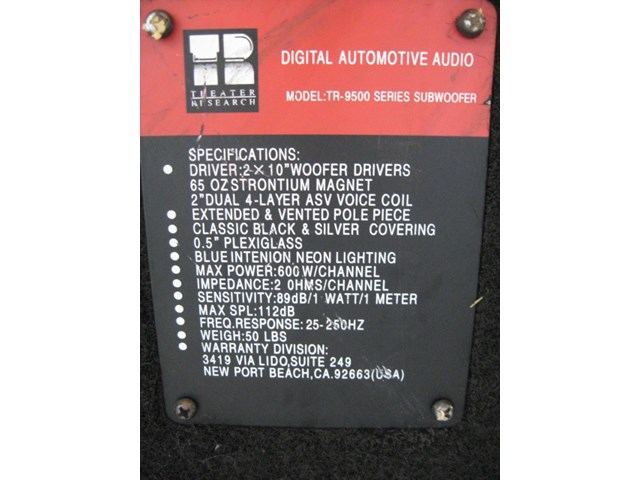 TR
THEATER
RESEARCH
DIGITAL AUTOMOTIVE AUDIO
MODEL:TR-9500 SERIES SUBWOOFER
SPECIFICATIONS:
DRIVER:2×10"WOOFER DRIVERS
65 OZ STRONTIUM MAGNET
2"DUAL 4-LAYER ASV VOICE COIL
EXTENDED & VENTED POLE PIECE
CLASSIC BLACK & SILVER COVERING
0.5" PLEXIGLASS
BLUE INTENION NEON LIGHTING
MAX POWER:600 W/CHANNEL
IMPEDANCE:2 OHMS/CHANNEL
SENSITIVITY:89dB/1 WATT/1 METER
MAX SPL:112dB
FREQ.RESPONSE:25-250HZ
WEIGH:50 LBS
WARRANTY DIVISION:
3419 VIA LIDO,SUITE 249
NEW PORT BEACH,CA.92663(USA)